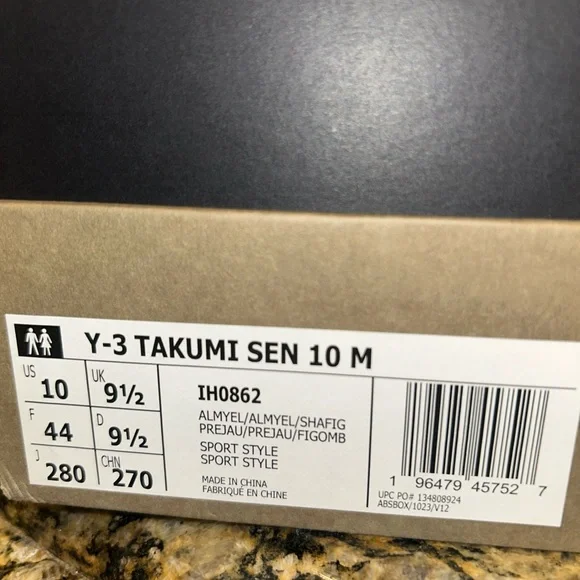 Y-3 TAKUMI SEN 10 M
US 10 UK 9½
F 44 D 9½
J 280 CHN 270
IH0862
ALMYEL/ALMYEL/SHAFIG
PREJAU/PREJAU/FIGOMB
SPORT STYLE
SPORT STYLE
MADE IN CHINA
FABRIQUÉ EN CHINE
1 96479 45752 7
UPC PO# 134808924
ABSBOX/1023/V12